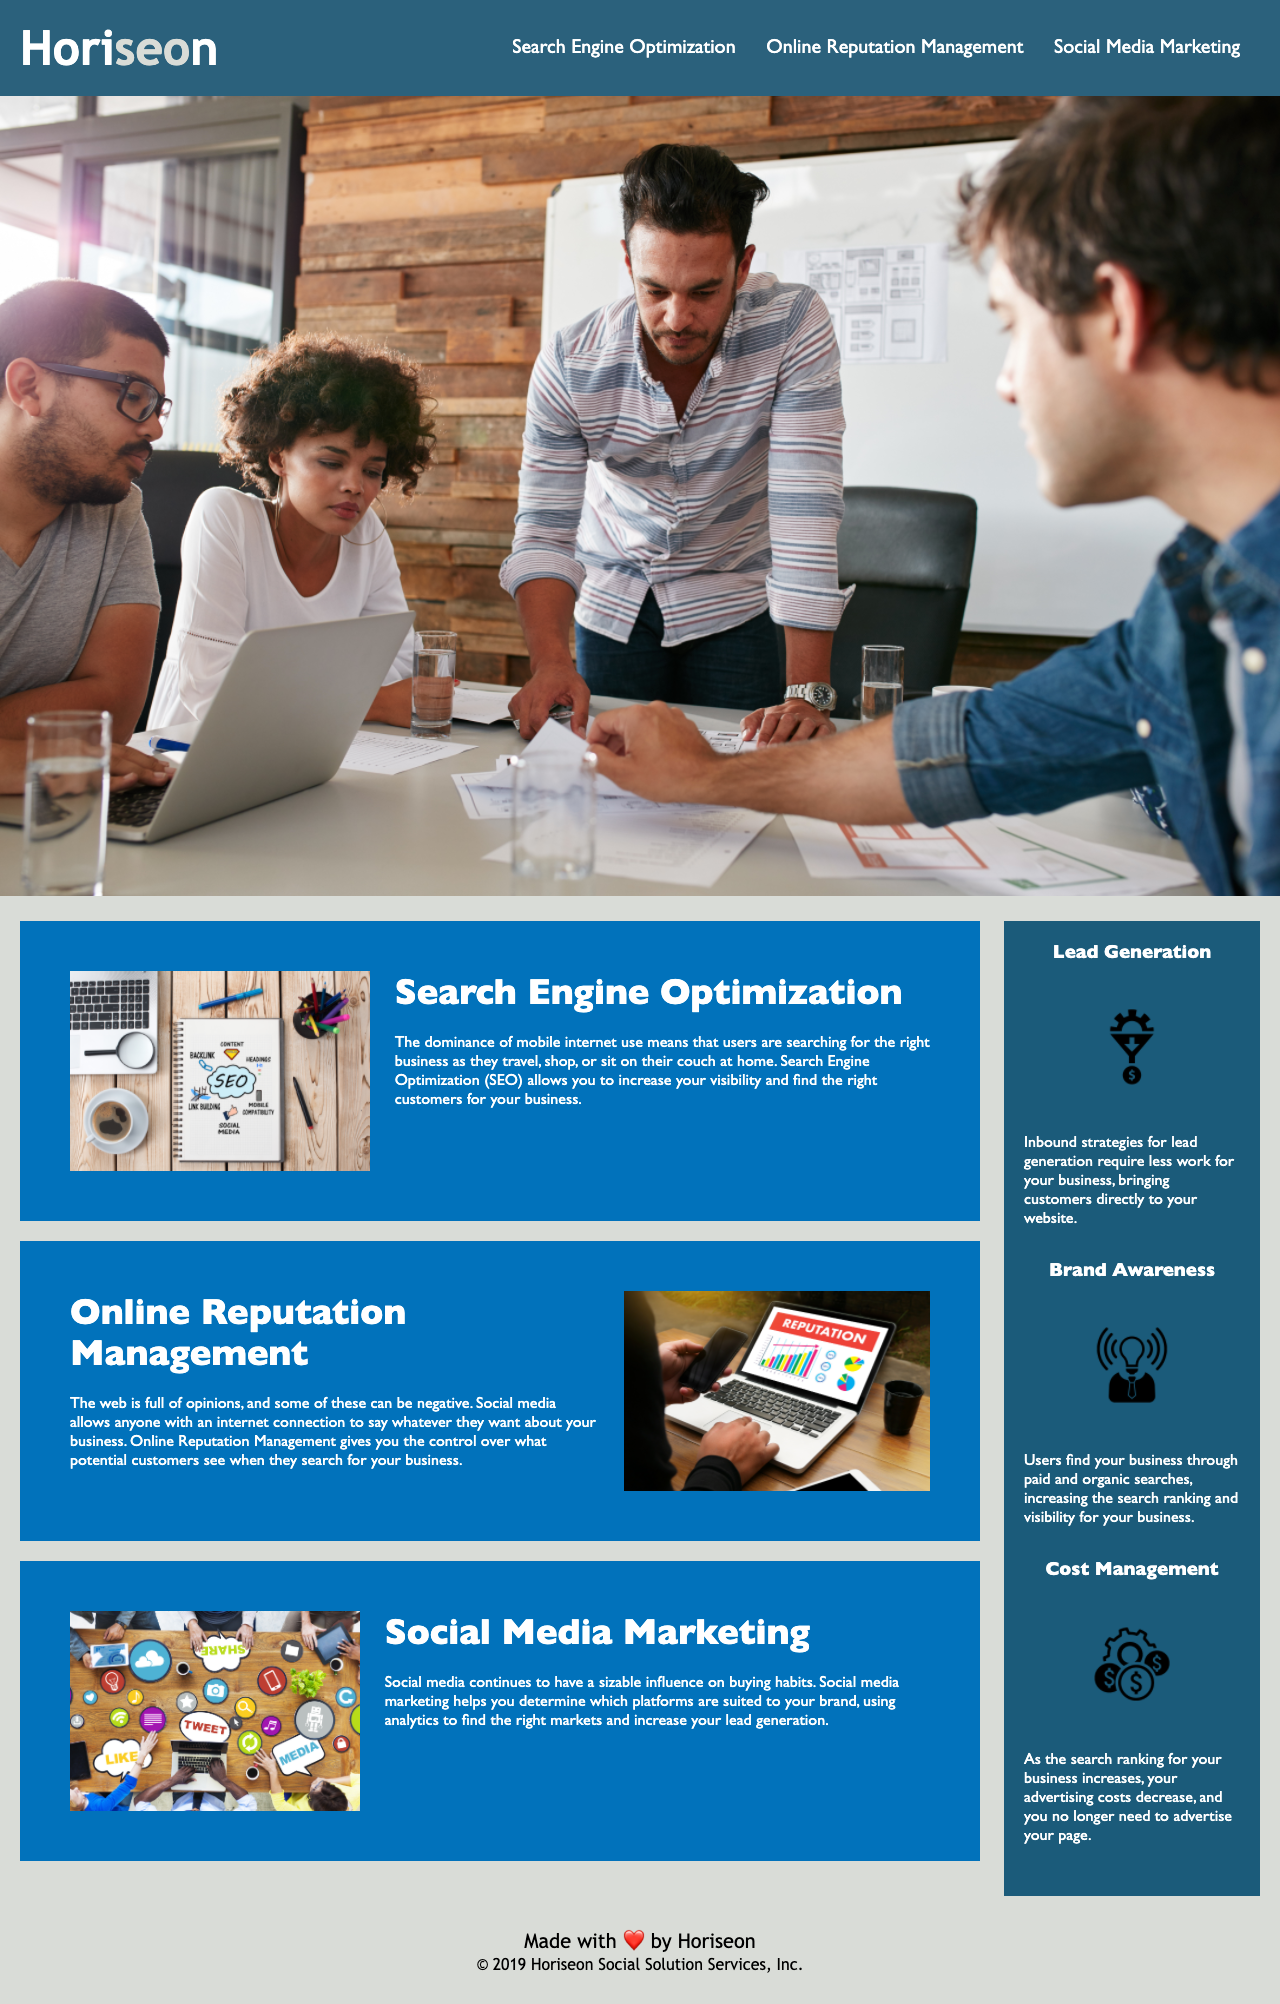 Horiseon
Search Engine Optimization
Online Reputation Management
Social Media Marketing
CONTENT
BACKLINK
HEADINGS
SEO
LINK BUILDING
MOBILE
COMPATIBILITY
SOCIAL
MEDIA
Search Engine Optimization
The dominance of mobile internet use means that users are searching for the right
business as they travel, shop, or sit on their couch at home. Search Engine
Optimization (SEO) allows you to increase your visibility and find the right
customers for your business.
Online Reputation
Management
The web is full of opinions, and some of these can be negative. Social media
allows anyone with an internet connection to say whatever they want about your
business. Online Reputation Management gives you the control over what
potential customers see when they search for your business.
REPUTATION
SHARE
TWEET
LIKE
MEDIA
Social Media Marketing
Social media continues to have a sizable influence on buying habits. Social media
marketing helps you determine which platforms are suited to your brand, using
analytics to find the right markets and increase your lead generation.
Lead Generation
$
Inbound strategies for lead
generation require less work for
your business, bringing
customers directly to your
website.
Brand Awareness
Users find your business through
paid and organic searches,
increasing the search ranking and
visibility for your business.
Cost Management
$ $ $
As the search ranking for your
business increases, your
advertising costs decrease, and
you no longer need to advertise
your page.
Made with ❤️ by Horiseon
© 2019 Horiseon Social Solution Services, Inc.